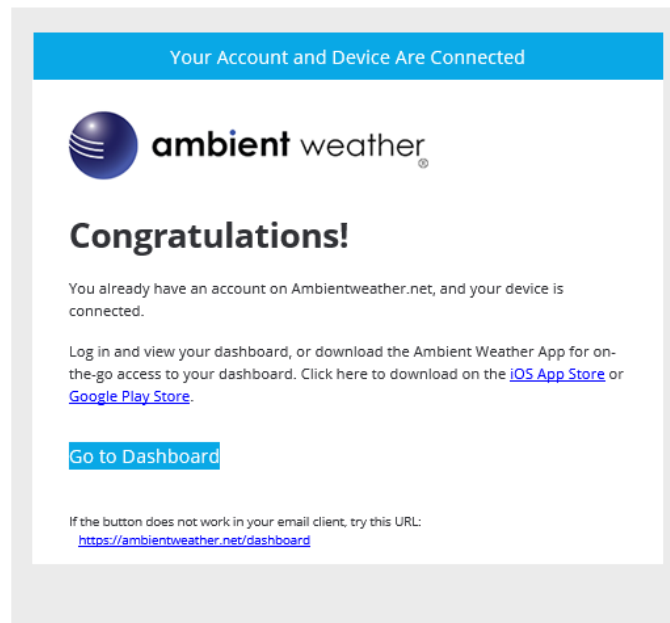 Your Account and Device Are Connected
ambient weather®
Congratulations!
You already have an account on Ambientweather.net, and your device is
connected.
Log in and view your dashboard, or download the Ambient Weather App for on-
the-go access to your dashboard. Click here to download on the iOS App Store or
Google Play Store.
Go to Dashboard
If the button does not work in your email client, try this URL:
https://ambientweather.net/dashboard